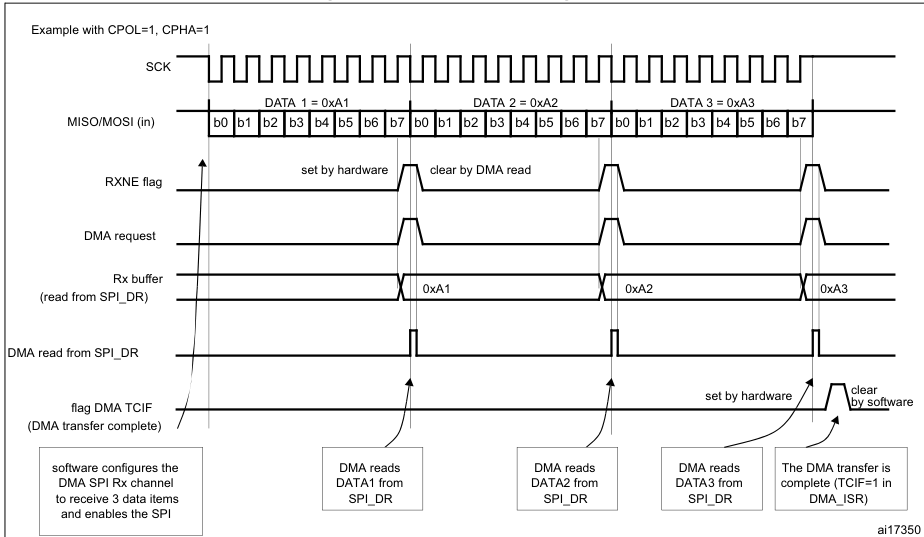 Example with CPOL=1, CPHA=1
SCK
DATA 1 = 0xA1 DATA 2 = 0xA2 DATA 3 = 0xA3
MISO/MOSI (in) b0 b1 b2 b3 b4 b5 b6 b7 b0 b1 b2 b3 b4 b5 b6 b7 b0 b1 b2 b3 b4 b5 b6 b7
set by hardware clear by DMA read
RXNE flag
DMA request
Rx buffer
(read from SPI_DR)
0xA1 0xA2 0xA3
DMA read from SPI_DR
flag DMA TCIF
(DMA transfer complete)
set by hardware
clear
by software
software configures the
DMA SPI Rx channel
to receive 3 data items
and enables the SPI
DMA reads
DATA1 from
SPI_DR
DMA reads
DATA2 from
SPI_DR
DMA reads
DATA3 from
SPI_DR
The DMA transfer is
complete (TCIF=1 in
DMA_ISR)
ai17350